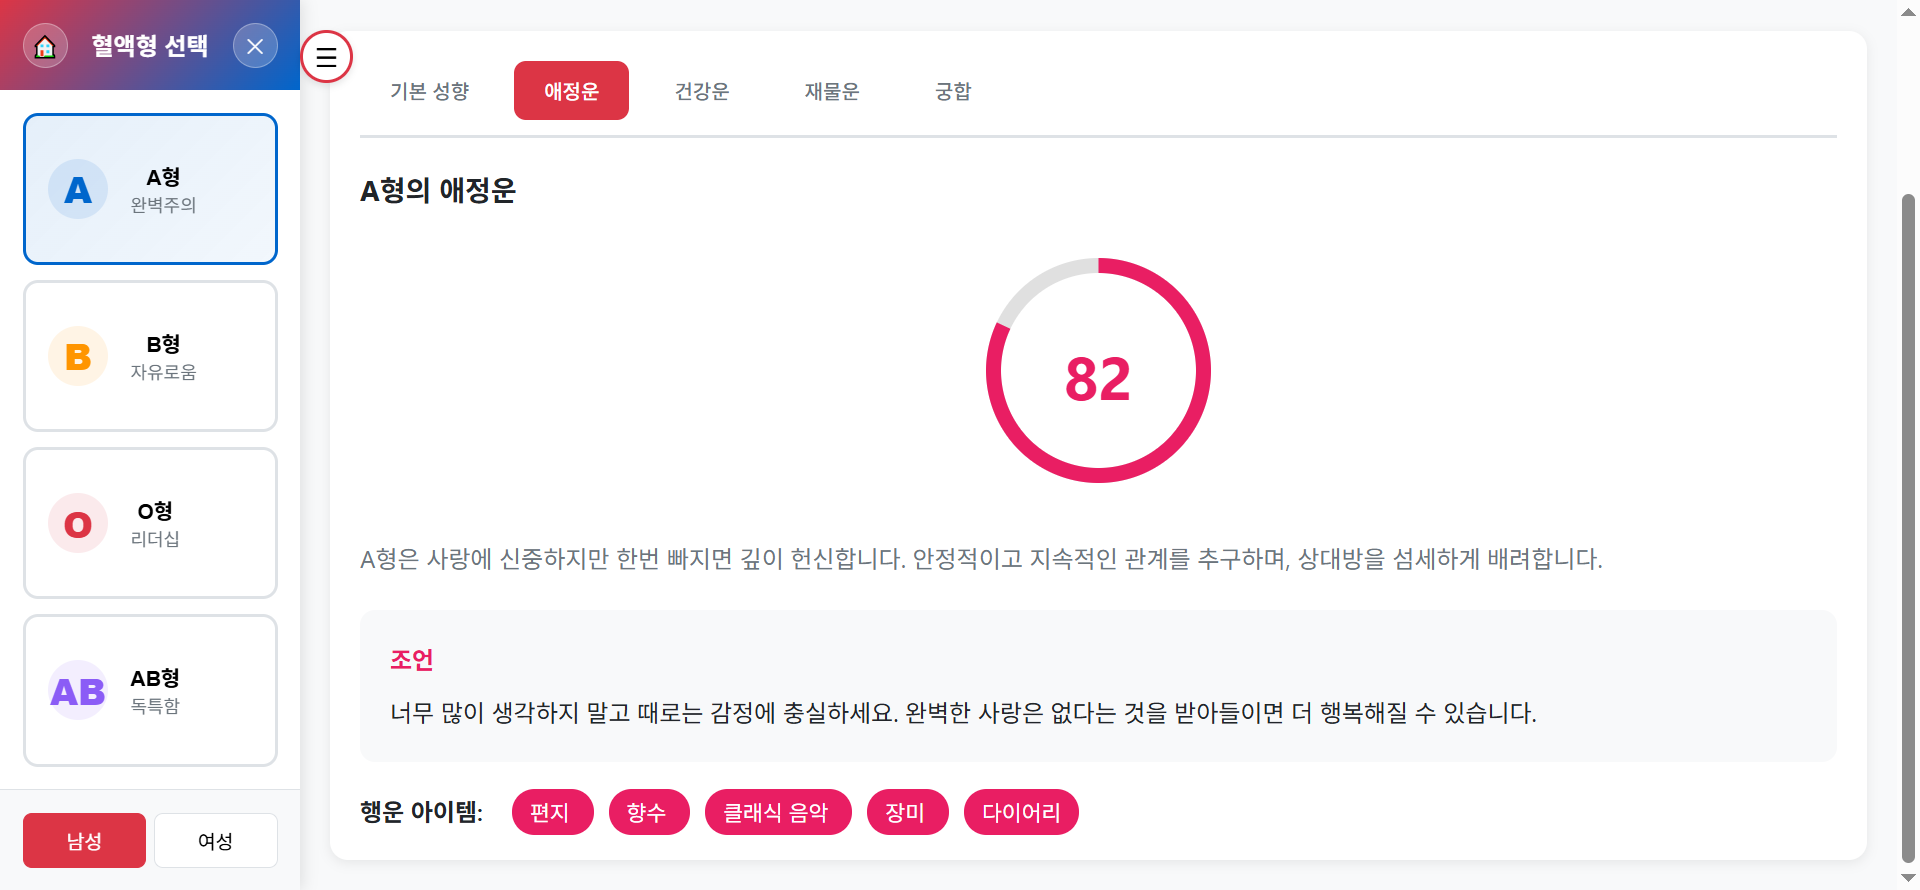 혈액형 선택
A
A형
완벽주의
B
B형
자유로움
O
O형
리더십
AB
AB형
독특함
남성
여성
기본 성향
애정운
건강운
재물운
궁합
A형의 애정운
82
A형은 사랑에 신중하지만 한번 빠지면 깊이 헌신합니다. 안정적이고 지속적인 관계를 추구하며, 상대방을 섬세하게 배려합니다.
조언
너무 많이 생각하지 말고 때로는 감정에 충실하세요. 완벽한 사랑은 없다는 것을 받아들이면 더 행복해질 수 있습니다.
행운 아이템:
편지
향수
클래식 음악
장미
다이어리